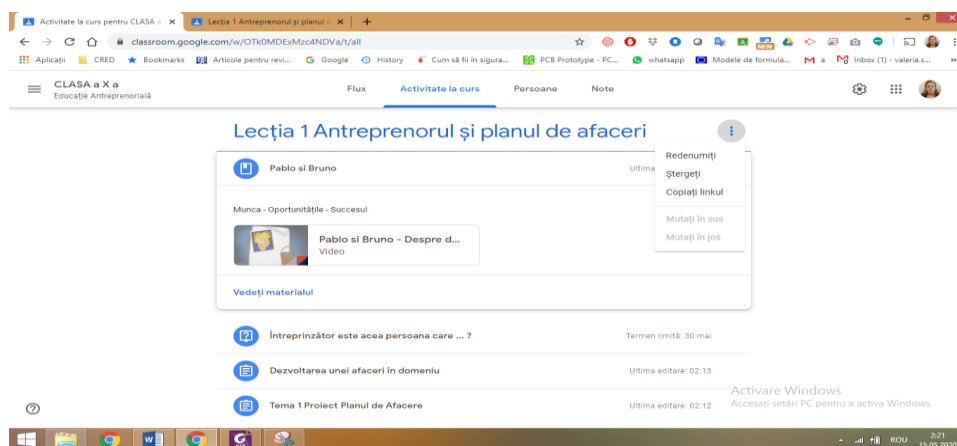 Activitate la curs pentru CLASA a
Lecția 1 Antreprenorul și planul d
classroom.google.com/w/OTk0MDExMzc4NDVa/t/all
Aplicații CRED Bookmarks Articole pentru revi... Google History Cum să fii în sigura... PCB Prototype - PC... whatsapp Modele de formula... a Inbox (1) - valeria.s...
NEW
CLASA a X a
Educație Antreprenorială
Flux Activitate la curs Persoane Note
Lecția 1 Antreprenorul și planul de afaceri
Redenumiți
Ștergeți
Copiați linkul
Mutați în sus
Mutați în jos
Pablo si Bruno Ultima
Munca - Oportunitățile - Succesul
Pablo si Bruno - Despre d...
Video
Vedeți materialul
Întreprinzător este acea persoana care ... ? Termen limită: 30 mai
Dezvoltarea unei afaceri în domeniu Ultima editare: 02:13
Tema 1 Proiect Planul de Afacere Ultima editare: 02:12
Activare Windows
Accesați setări PC pentru a activa Windows.
ROU 2:21
15.05.2020